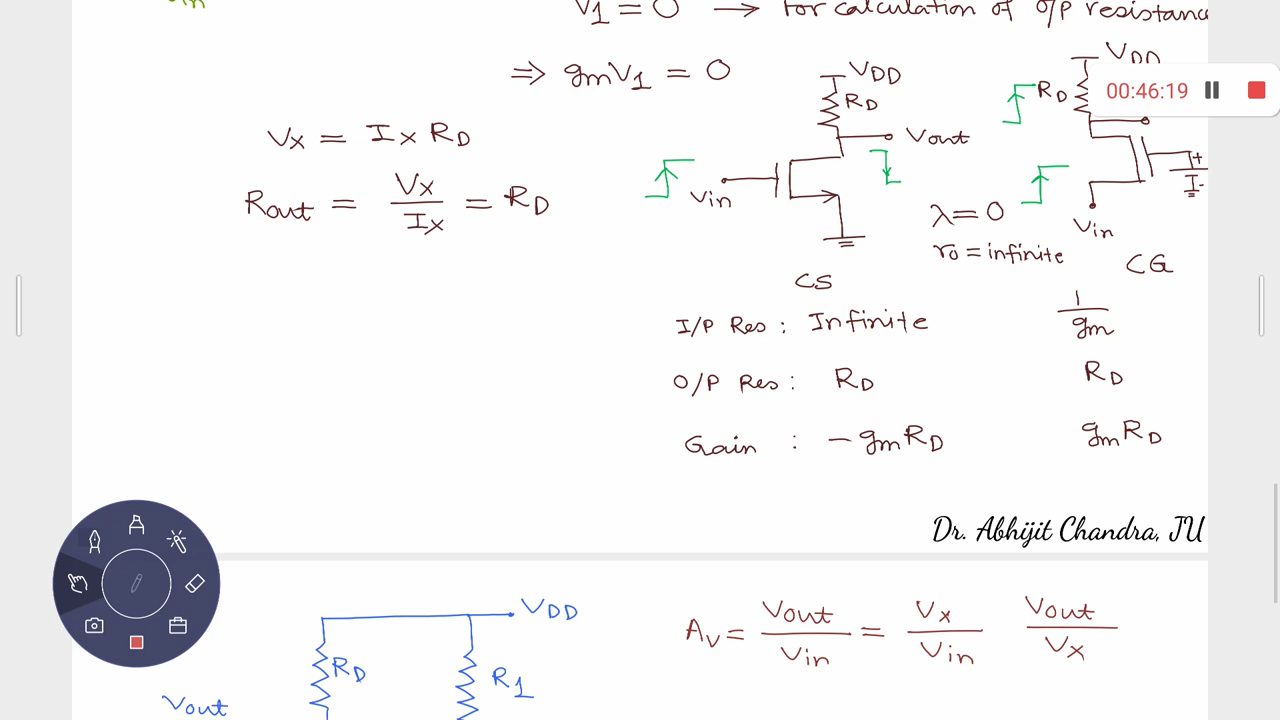 Vin
V1 = 0 → For calculation of O/P resistance
⇒ gmV1 = 0
Vx = Ix RD
Rout = Vx / Ix = RD
VDD
RD
Vout
Vin
CS
λ = 0
ro = infinite
VDD
RD
00:46:19
Vin
CG
I/P Res : Infinite 1/gm
O/P Res : RD RD
Gain : - gmRD gmRD
Dr. Abhijit Chandra, JU
VDD
RD
R1
Vout
Av = Vout / Vin = Vx / Vin Vout / Vx